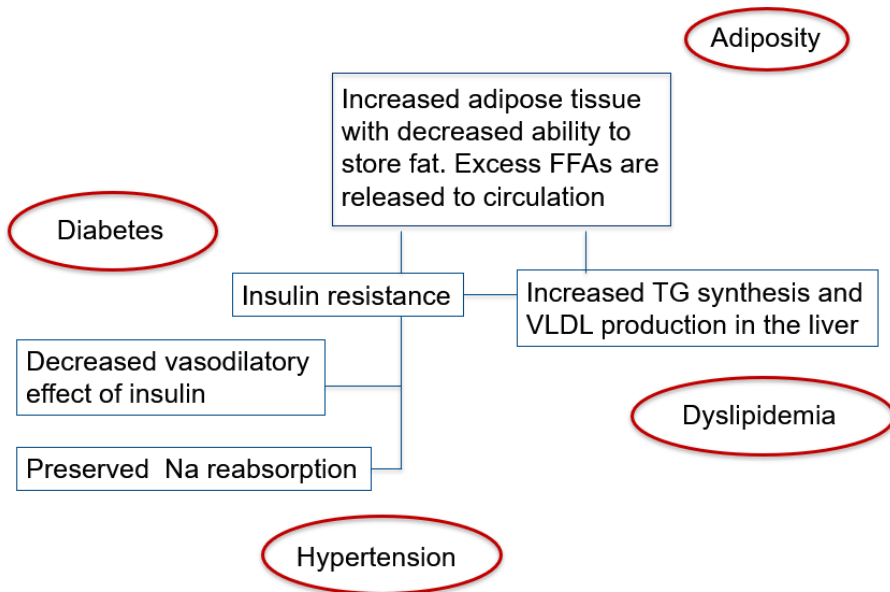 Adiposity
Increased adipose tissue
with decreased ability to
store fat. Excess FFAs are
released to circulation
Diabetes
Insulin resistance
Increased TG synthesis and
VLDL production in the liver
Decreased vasodilatory
effect of insulin
Dyslipidemia
Preserved  Na reabsorption
Hypertension